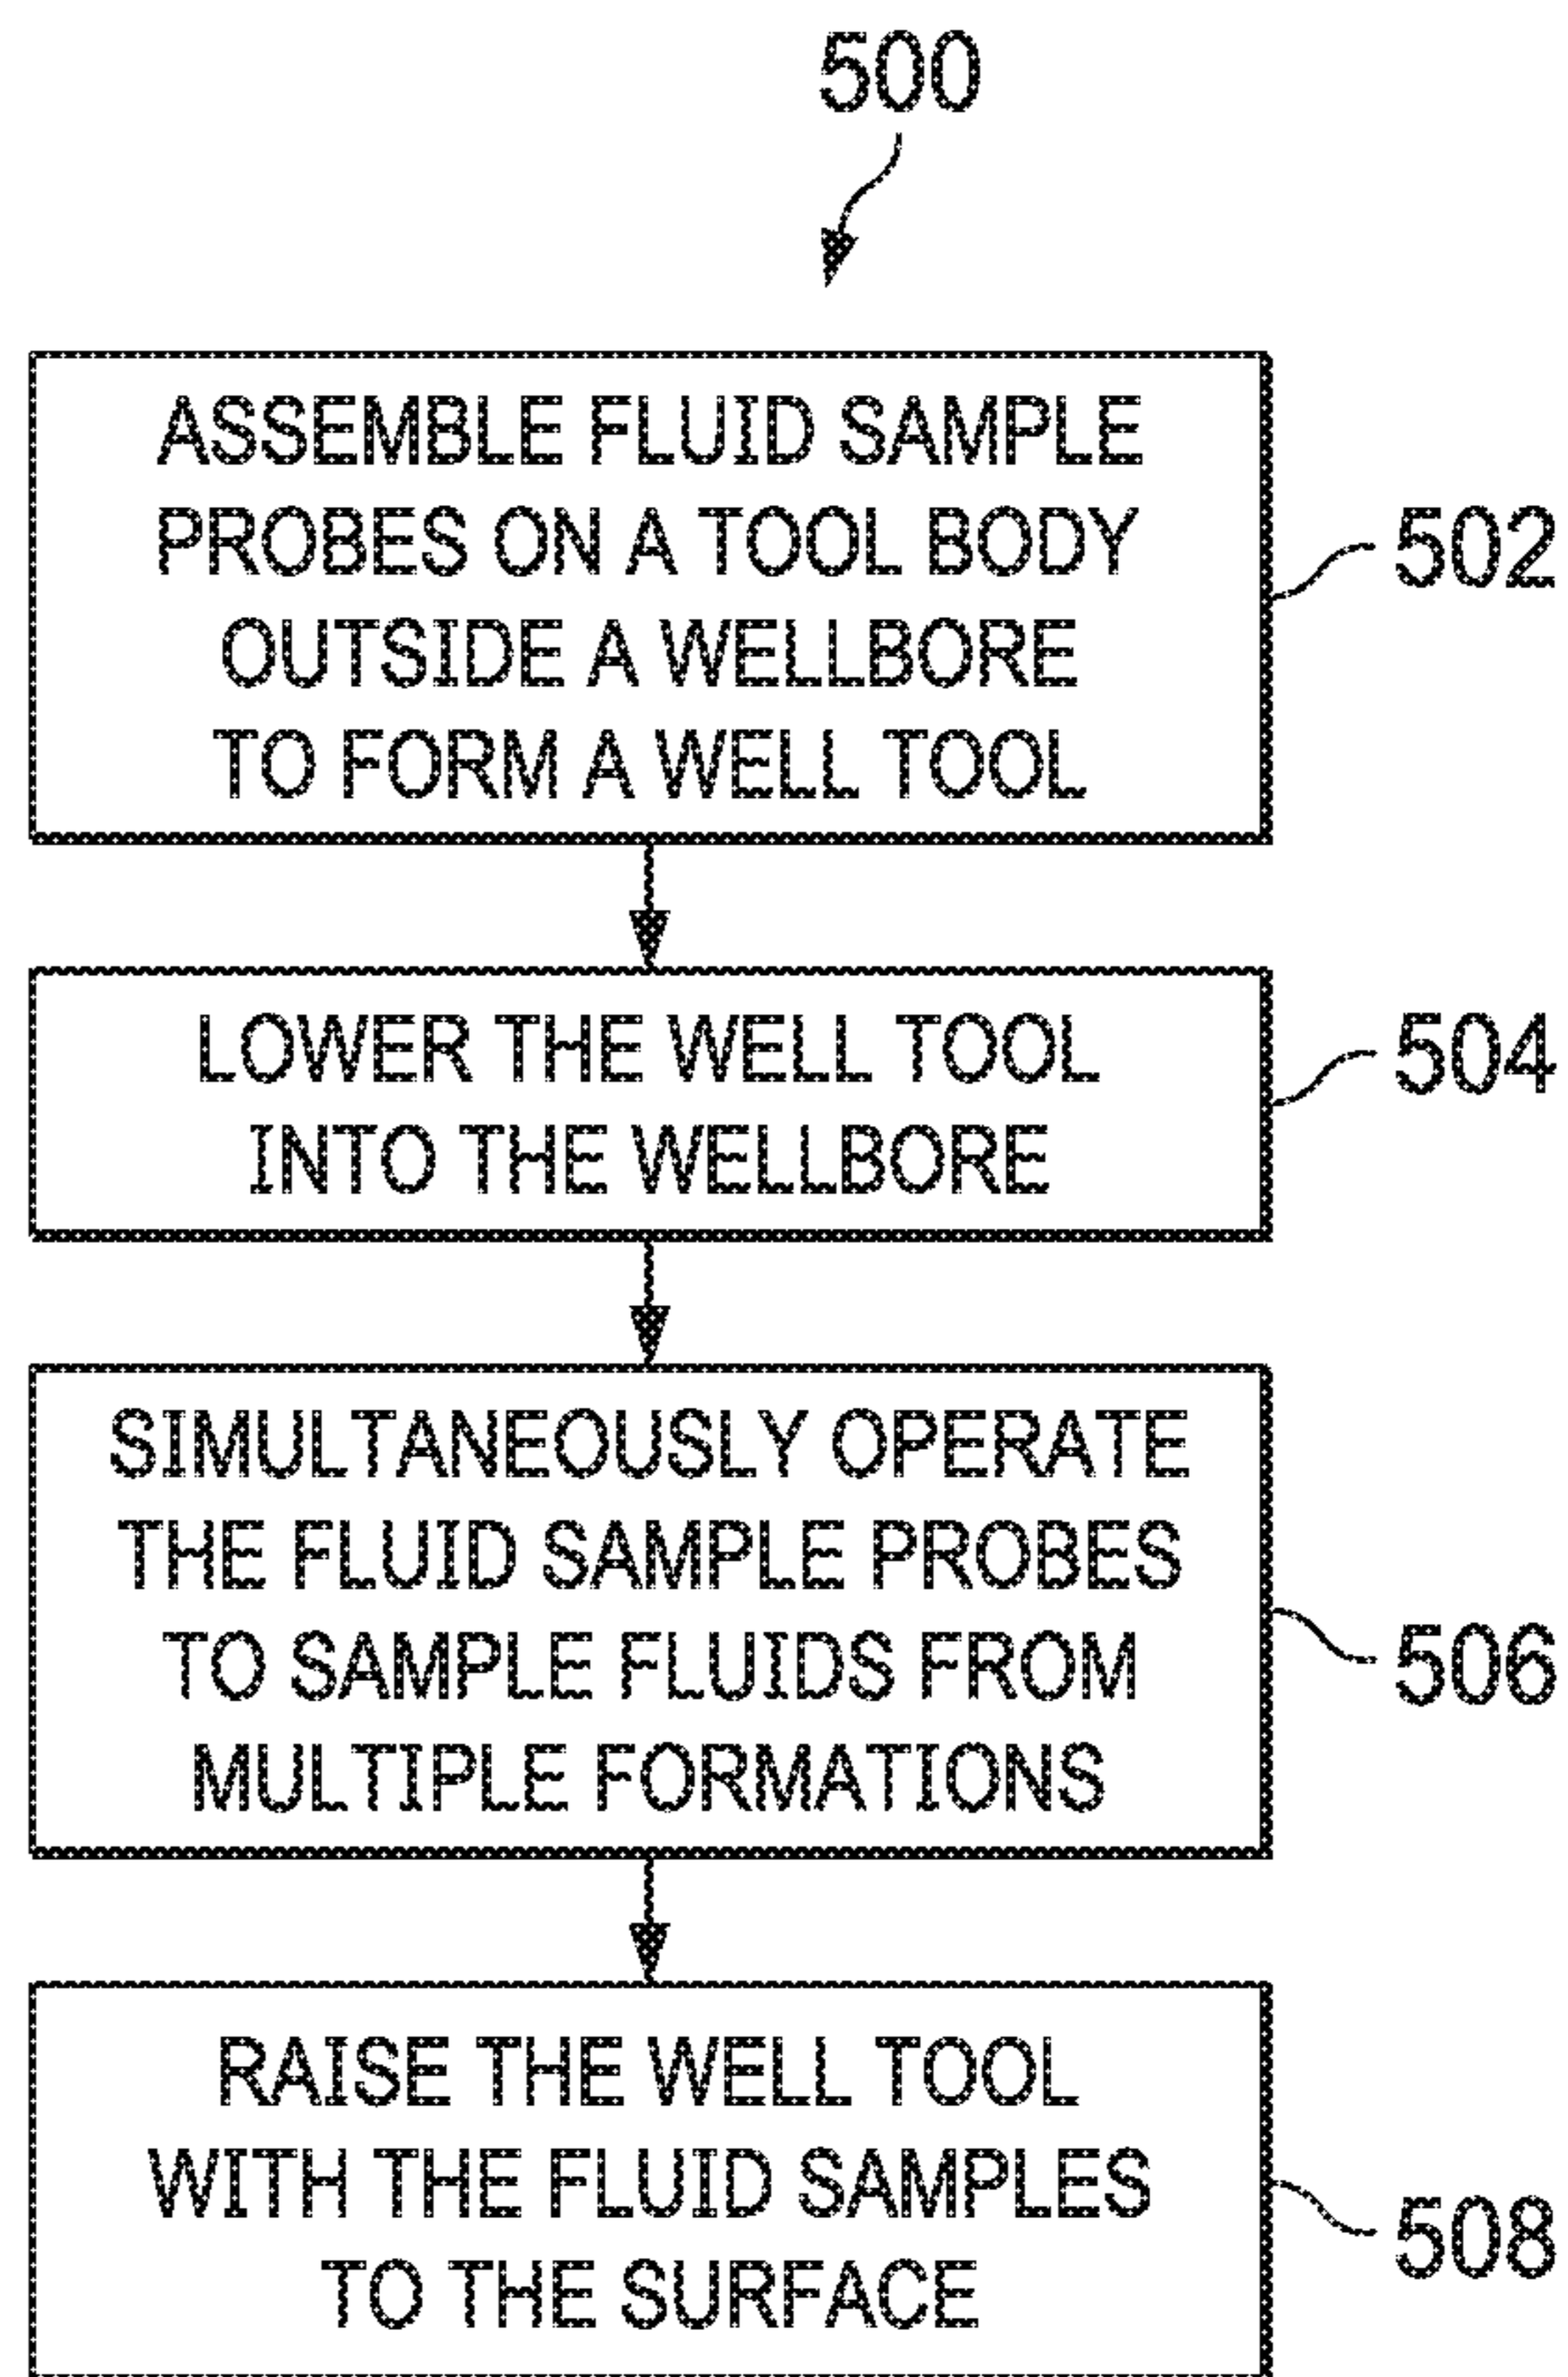 500
ASSEMBLE FLUID SAMPLE
PROBES ON A TOOL BODY
OUTSIDE A WELLBORE
TO FORM A WELL TOOL
502
LOWER THE WELL TOOL
INTO THE WELLBORE
504
SIMULTANEOUSLY OPERATE
THE FLUID SAMPLE PROBES
TO SAMPLE FLUIDS FROM
MULTIPLE FORMATIONS
506
RAISE THE WELL TOOL
WITH THE FLUID SAMPLES
TO THE SURFACE
508